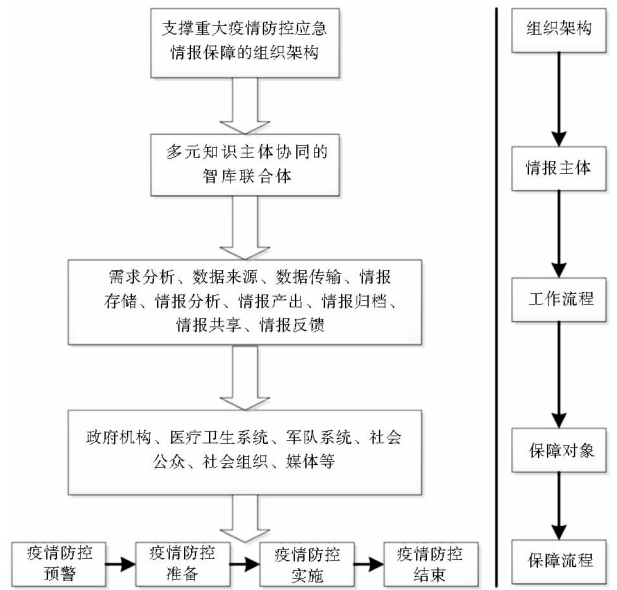 支撑重大疫情防控应急
情报保障的组织架构
多元知识主体协同的
智库联合体
需求分析、数据来源、数据传输、情报
存储、情报分析、情报产出、情报归档、
情报共享、情报反馈
政府机构、医疗卫生系统、军队系统、社会
公众、社会组织、媒体等
疫情防控
预警
疫情防控
准备
疫情防控
实施
疫情防控
结束
组织架构
情报主体
工作流程
保障对象
保障流程